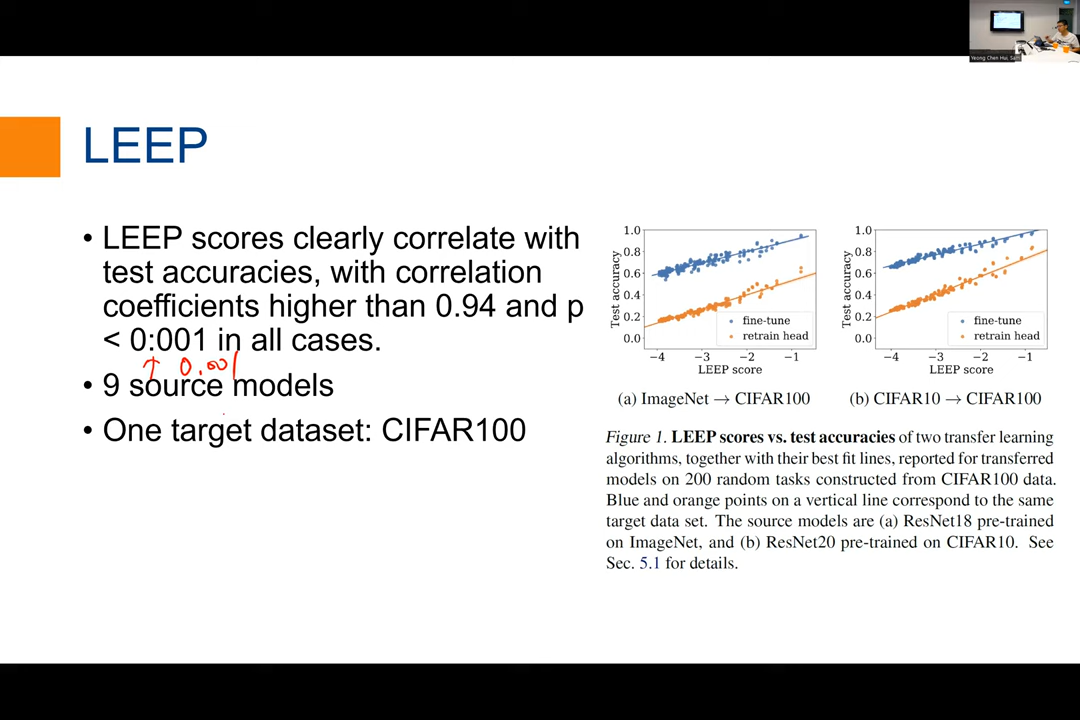 Yeong Chen Hui, Sam
LEEP
• LEEP scores clearly correlate with
test accuracies, with correlation
coefficients higher than 0.94 and p
< 0:001 in all cases.
↑ 0.001
• 9 source models
• One target dataset: CIFAR100
1.0
0.8
0.6
0.4
0.2
0.0
Test accuracy
fine-tune
retrain head
−4 −3 −2 −1
LEEP score
(a) ImageNet → CIFAR100
1.0
0.8
0.6
0.4
0.2
0.0
Test accuracy
fine-tune
retrain head
−4 −3 −2 −1
LEEP score
(b) CIFAR10 → CIFAR100
Figure 1. LEEP scores vs. test accuracies of two transfer learning
algorithms, together with their best fit lines, reported for transferred
models on 200 random tasks constructed from CIFAR100 data.
Blue and orange points on a vertical line correspond to the same
target data set. The source models are (a) ResNet18 pre-trained
on ImageNet, and (b) ResNet20 pre-trained on CIFAR10. See
Sec. 5.1 for details.